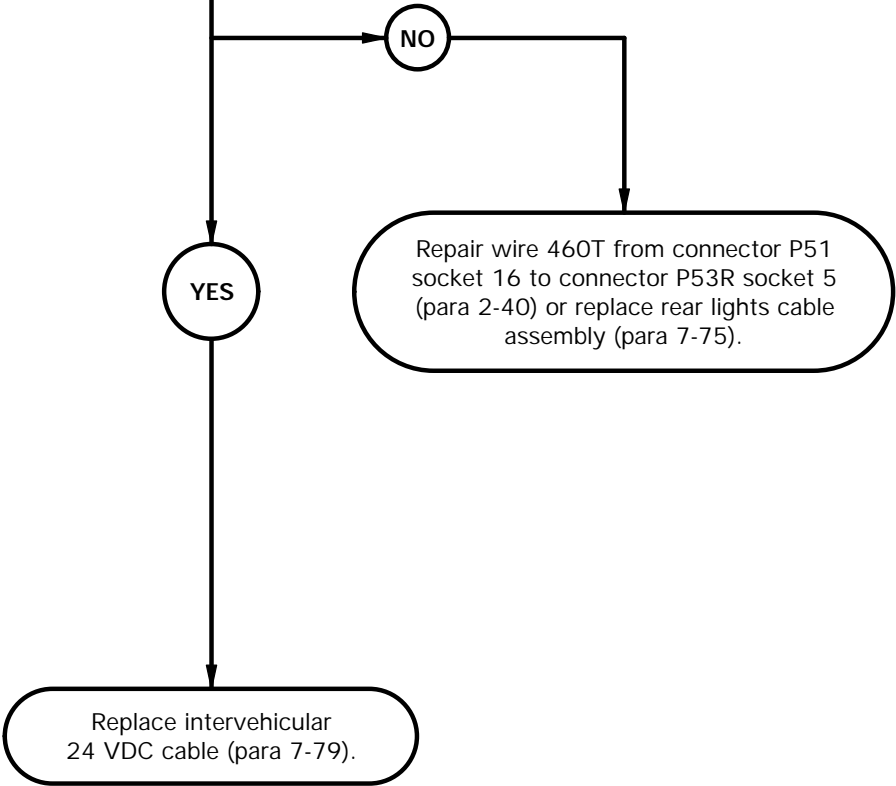 NO
Repair wire 460T from connector P51
socket 16 to connector P53R socket 5
(para 2-40) or replace rear lights cable
assembly (para 7-75).
YES
Replace intervehicular
24 VDC cable (para 7-79).